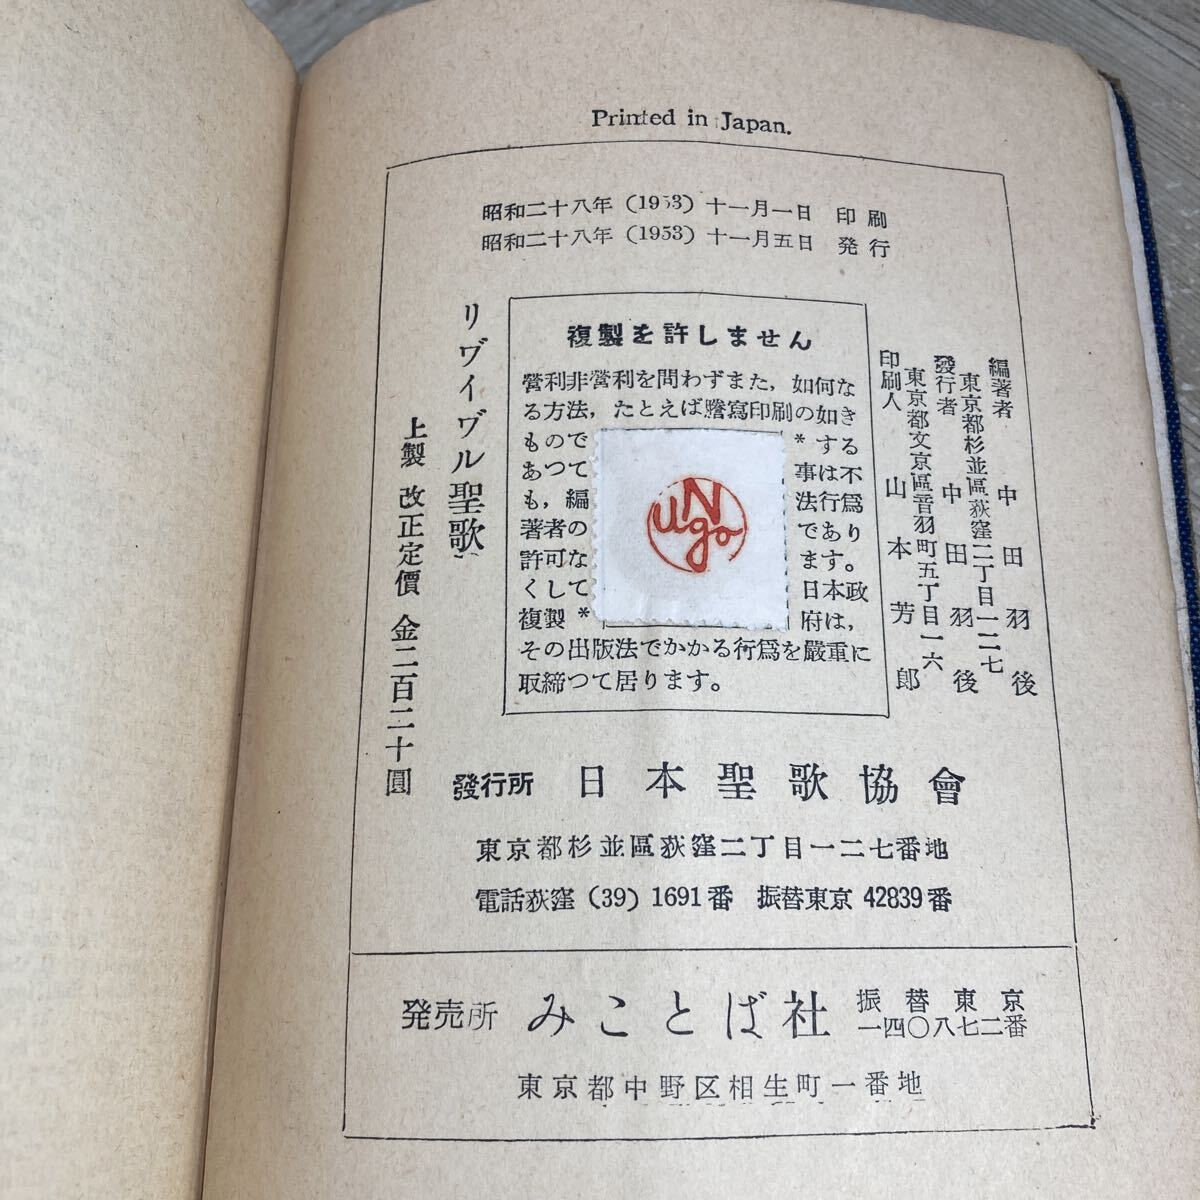 Printed in Japan.
昭和二十八年 (1953) 十一月一日 印刷
昭和二十八年 (1953) 十一月五日 発行
編著者 中田羽後
東京都杉並區荻窪二丁目一二七
發行者 中田羽後
東京都文京區音羽町五丁目一六
印刷人 山本芳郎
複製を許しません
營利非營利を問わずまた，如何な
る方法，たとえば謄寫印刷の如き
もので
あつて
も，編
著者の
許可な
くして
複製*
*する
事は不
法行爲
であり
ます。
日本政
府は，
その出版法でかかる行爲を嚴重に
取締つて居ります。
UNgo
リヴィヴル聖歌
上製 改正定價 金二百二十圓
發行所 日本聖歌協會
東京都杉並區荻窪二丁目一二七番地
電話荻窪 (39) 1691番 振替東京 42839番
発売所 みことば社 振替東京
一四〇八七二番
東京都中野区相生町一番地